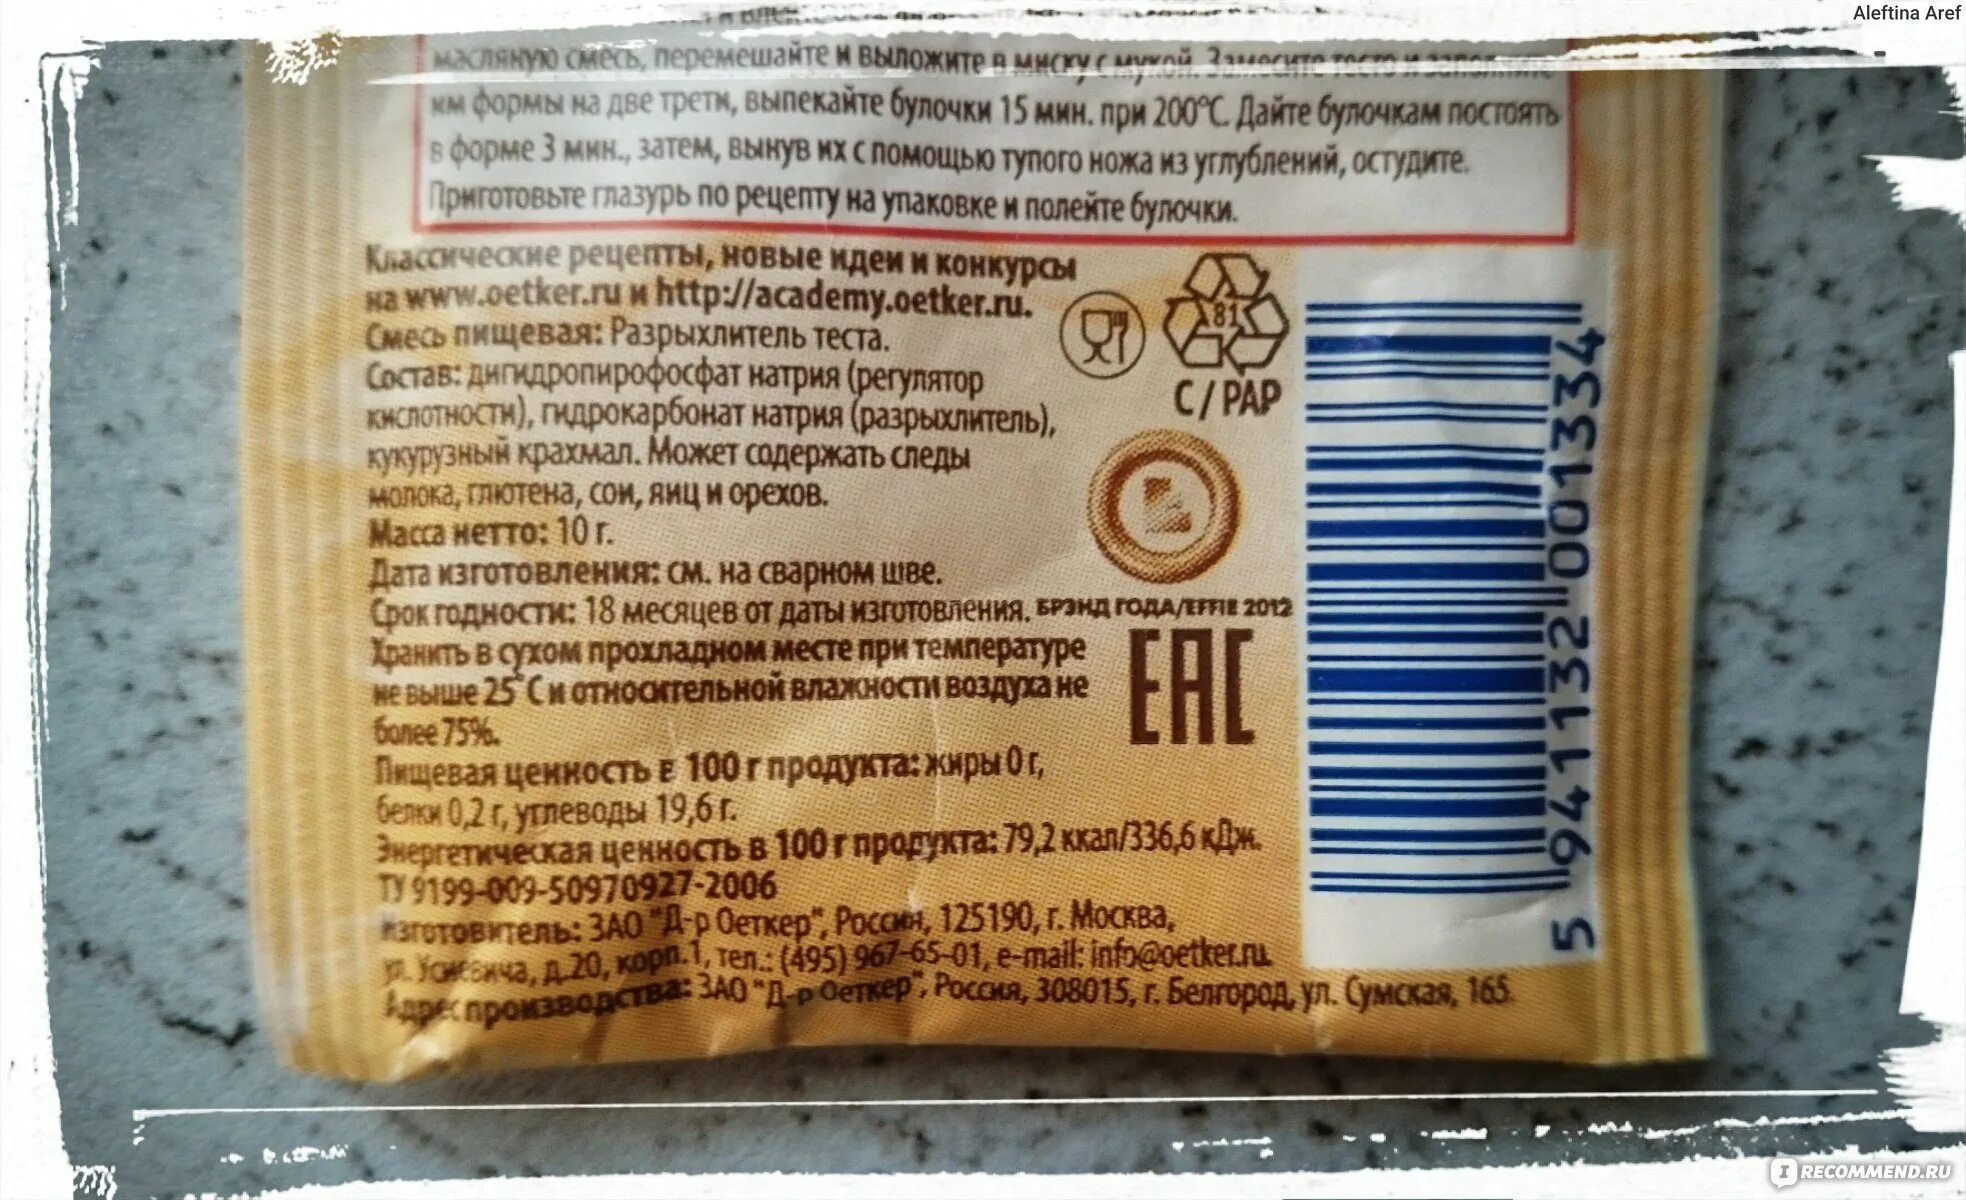 Aleftina Aref
масляную смесь, перемешайте и выложите в миску с мукой. Замесите тесто и заполните
им формы на две трети, выпекайте булочки 15 мин. при 200°С. Дайте булочкам постоять
в форме 3 мин., затем, вынув их с помощью тупого ножа из углублений, остудите.
Приготовьте глазурь по рецепту на упаковке и полейте булочки.
Классические рецепты, новые идеи и конкурсы
на www.oetker.ru и http://academy.oetker.ru.
Смесь пищевая: Разрыхлитель теста.
Состав: дигидропирофосфат натрия (регулятор
кислотности), гидрокарбонат натрия (разрыхлитель),
кукурузный крахмал. Может содержать следы
молока, глютена, сои, яиц и орехов.
Масса нетто: 10 г.
Дата изготовления: см. на сварном шве.
Срок годности: 18 месяцев от даты изготовления.
Хранить в сухом прохладном месте при температуре
не выше 25°С и относительной влажности воздуха не
более 75%.
Пищевая ценность в 100 г продукта: жиры 0 г,
белки 0,2 г, углеводы 19,6 г.
Энергетическая ценность в 100 г продукта: 79,2 ккал/336,6 кДж.
ТУ 9199-009-50970927-2006
Изготовитель: ЗАО "Д-р Оеткер", Россия, 125190, г. Москва,
ул. Усиевича, д.20, корп.1, тел.: (495) 967-65-01, e-mail: info@oetker.ru
Адрес производства: ЗАО "Д-р Оеткер", Россия, 308015, г. Белгород, ул. Сумская, 165.
81
C/PAP
БРЭНД ГОДА/EFFIE 2012
EAC
5941132001334
IRECOMMEND.RU